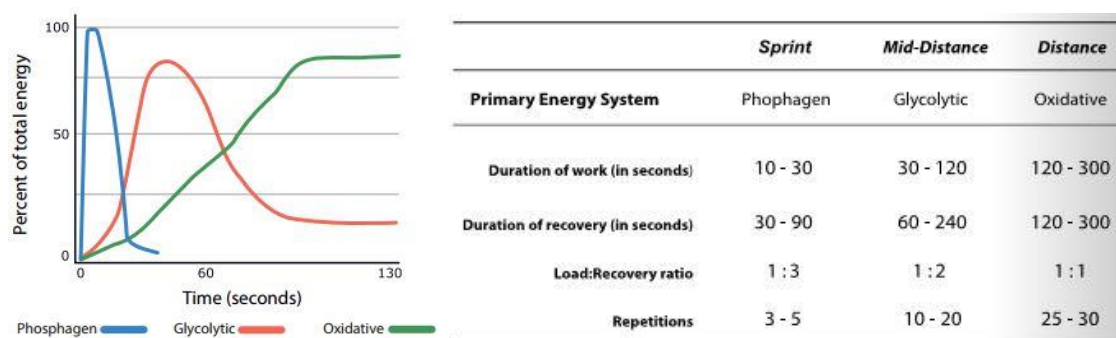 100
50
0
Percent of total energy
0 60 130
Time (seconds)
Phosphagen Glycolytic Oxidative
Sprint Mid-Distance Distance
Primary Energy System Phophagen Glycolytic Oxidative
Duration of work (in seconds) 10 - 30 30 - 120 120 - 300
Duration of recovery (in seconds) 30 - 90 60 - 240 120 - 300
Load:Recovery ratio 1 : 3 1 : 2 1 : 1
Repetitions 3 - 5 10 - 20 25 - 30